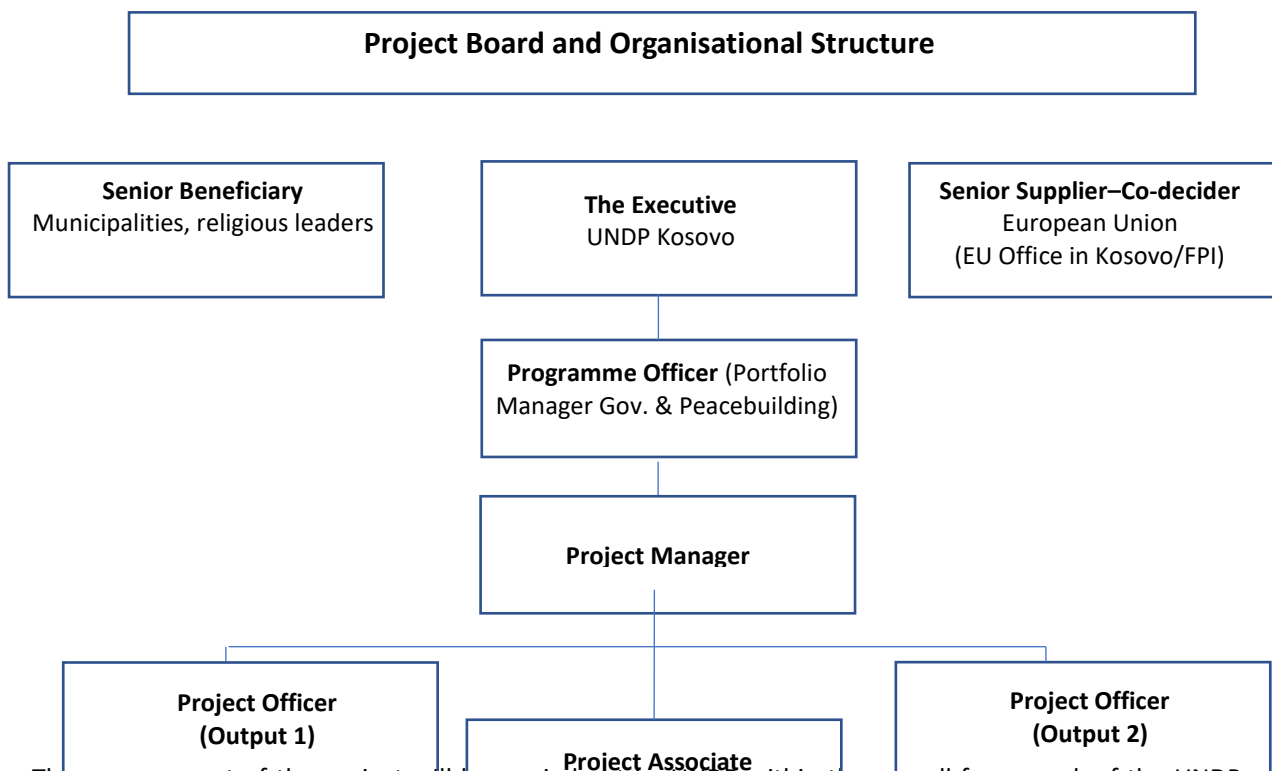 Project Board and Organisational Structure
Senior Beneficiary
Municipalities, religious leaders
The Executive
UNDP Kosovo
Senior Supplier–Co-decider
European Union
(EU Office in Kosovo/FPI)
Programme Officer (Portfolio
Manager Gov. & Peacebuilding)
Project Manager
Project Officer
(Output 1)
Project Associate
Project Officer
(Output 2)